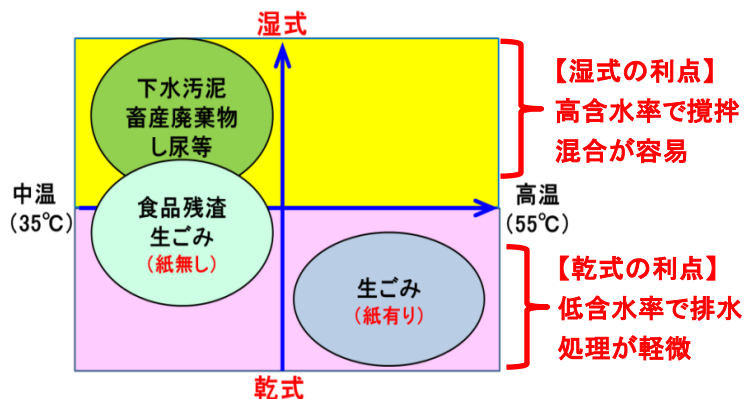 湿式
下水汚泥
畜産廃棄物
し尿等
【湿式の利点】
高含水率で撹拌
混合が容易
中温
(35℃)
高温
(55℃)
食品残渣
生ごみ
(紙無し)
生ごみ
(紙有り)
【乾式の利点】
低含水率で排水
処理が軽微
乾式